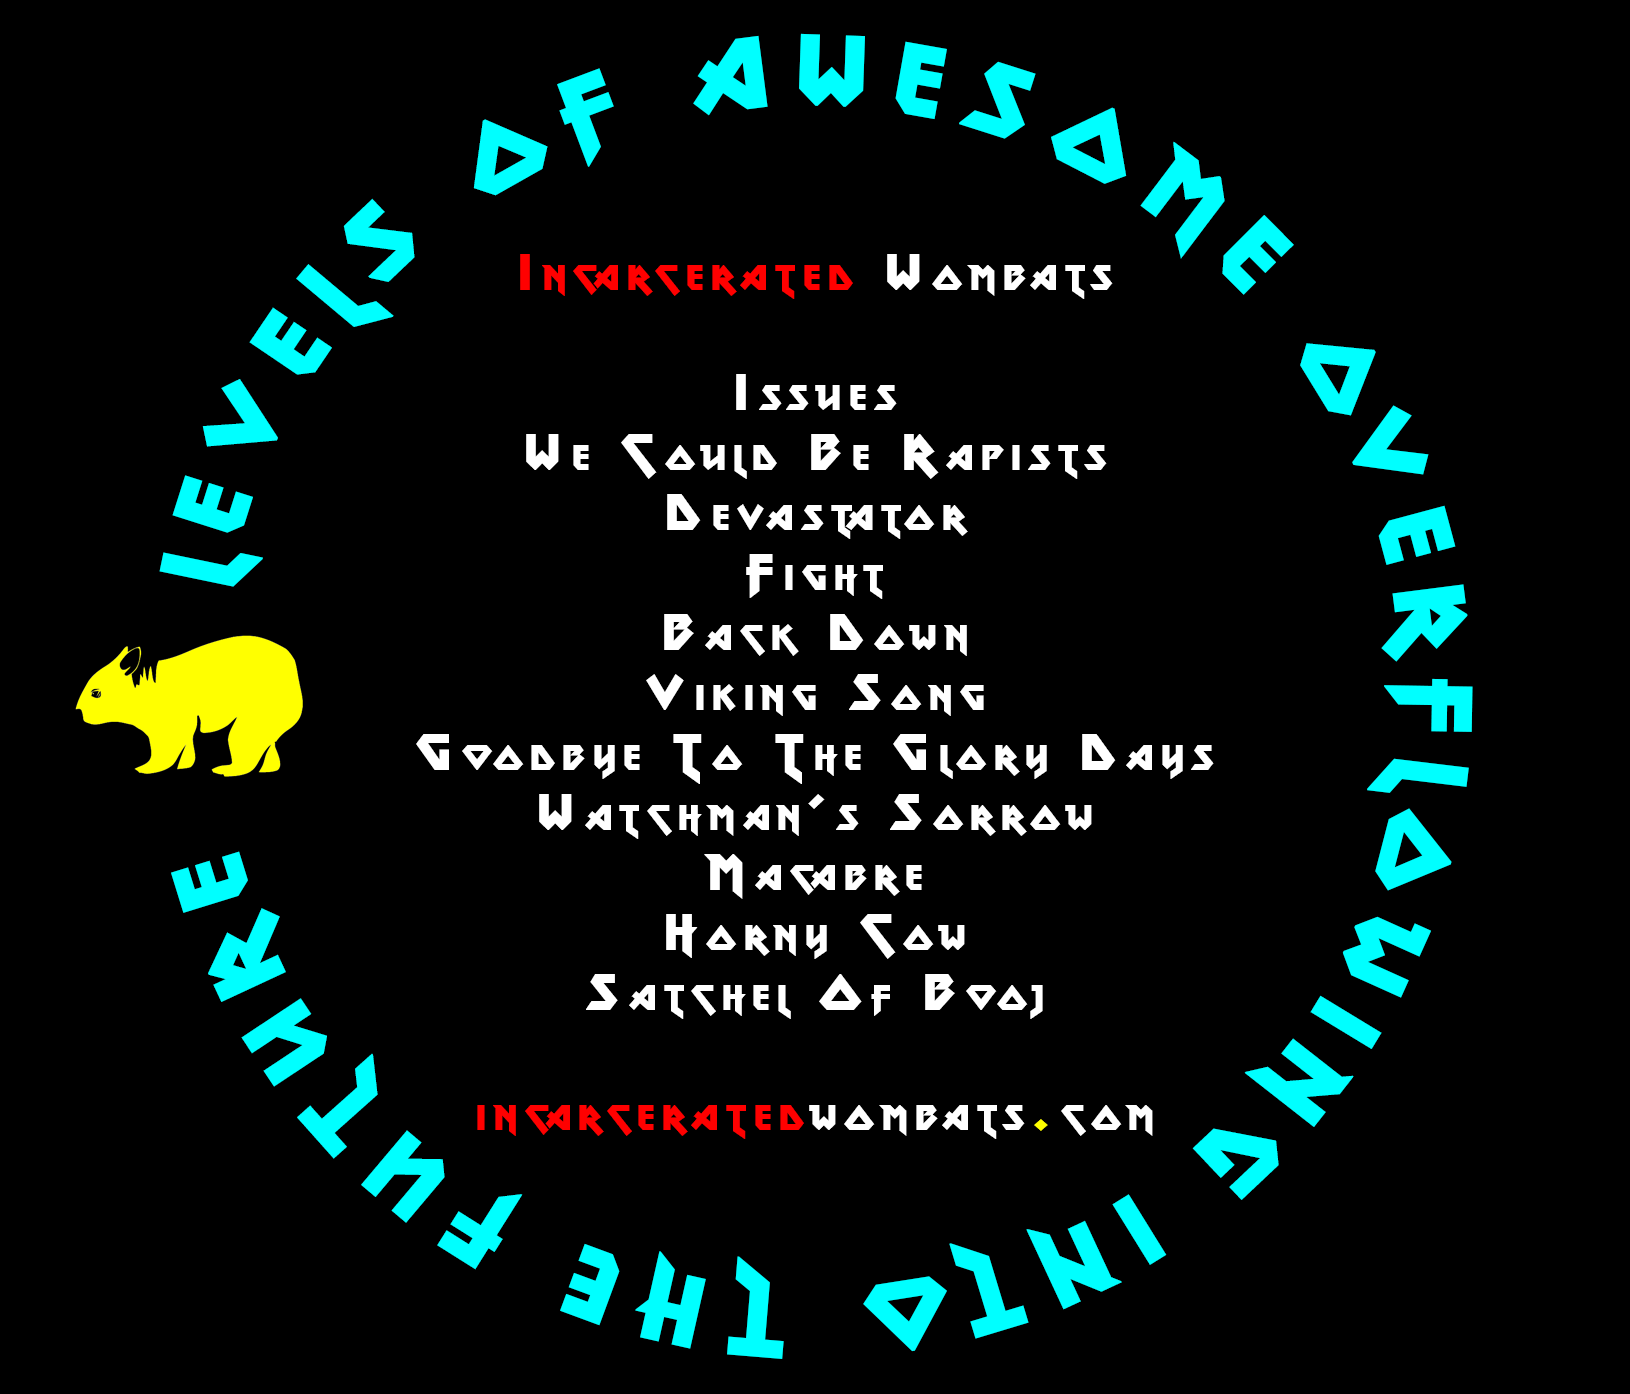 LEVELS OF AWESOME OVERFLOWING INTO THE FUTURE
Incarcerated Wombats
Issues
We Could Be Rapists
Devastator
Fight
Back Down
Viking Song
Goodbye To The Glory Days
Watchman's Sorrow
Macabre
Horny Cow
Satchel Of Booj
incarceratedwombats.com